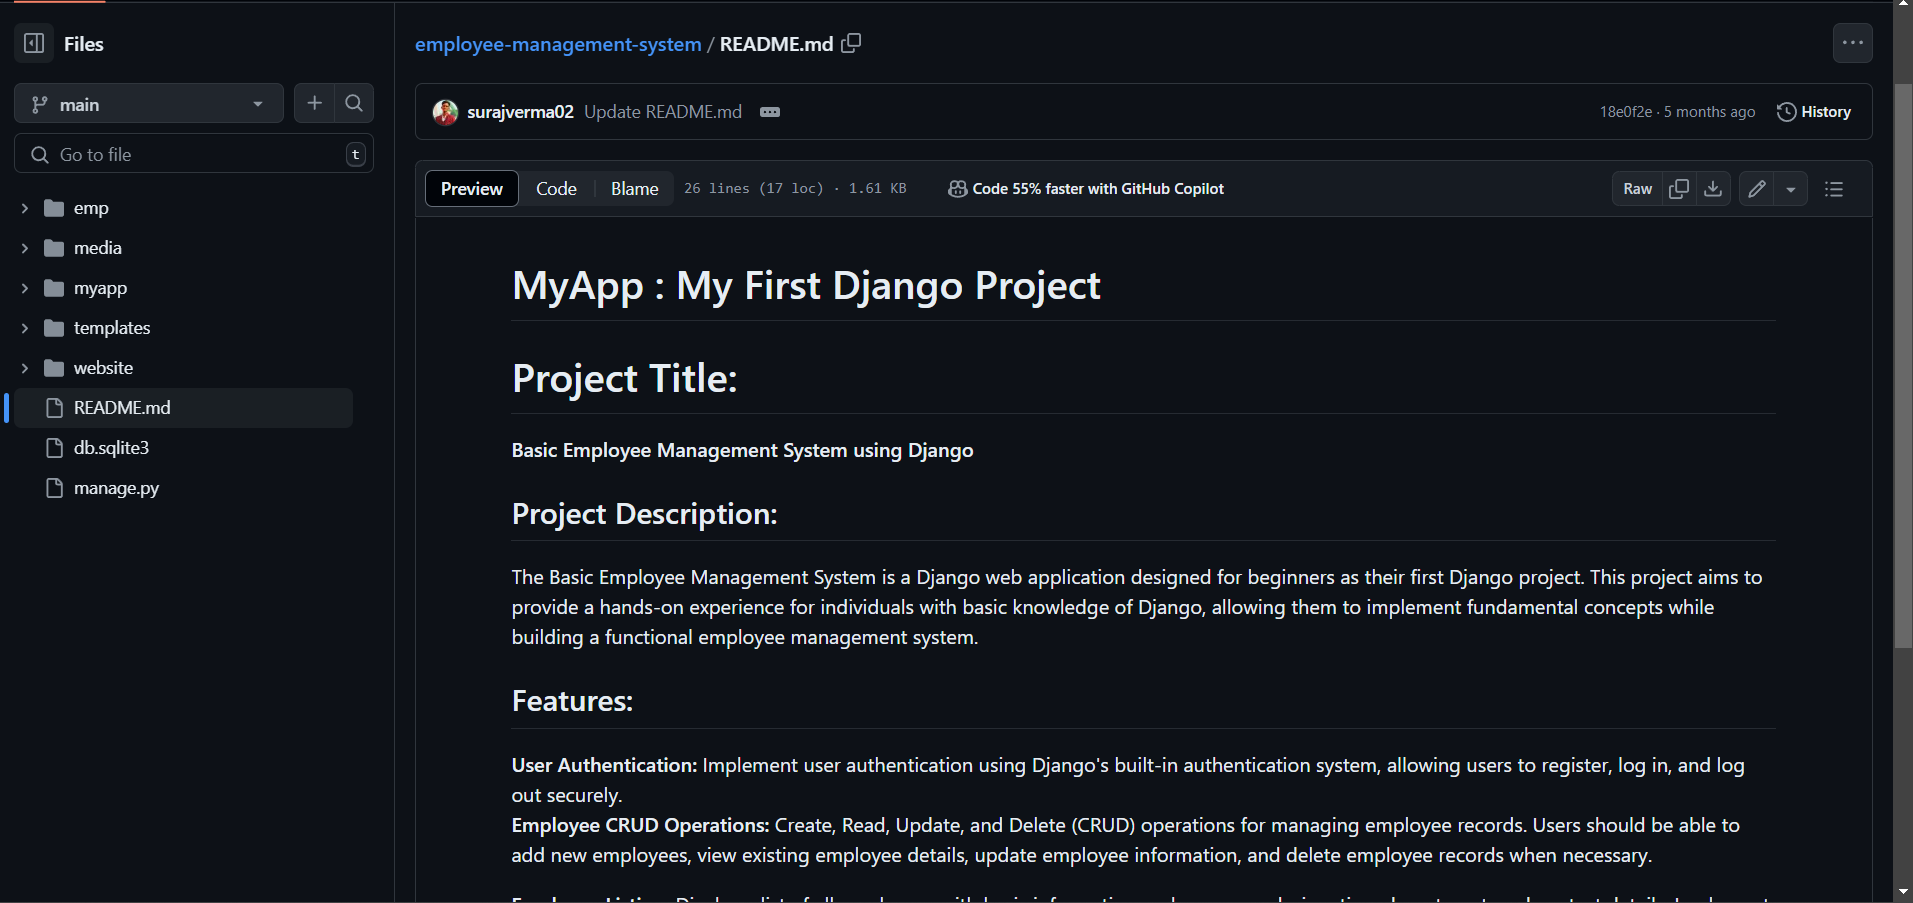 Files
main
Go to file
t
emp
media
myapp
templates
website
README.md
db.sqlite3
manage.py
employee-management-system / README.md
surajverma02 Update README.md
18e0f2e · 5 months ago
History
Preview
Code
Blame
26 lines (17 loc) · 1.61 KB
Code 55% faster with GitHub Copilot
Raw
MyApp : My First Django Project
Project Title:
Basic Employee Management System using Django
Project Description:
The Basic Employee Management System is a Django web application designed for beginners as their first Django project. This project aims to
provide a hands-on experience for individuals with basic knowledge of Django, allowing them to implement fundamental concepts while
building a functional employee management system.
Features:
User Authentication: Implement user authentication using Django's built-in authentication system, allowing users to register, log in, and log
out securely.
Employee CRUD Operations: Create, Read, Update, and Delete (CRUD) operations for managing employee records. Users should be able to
add new employees, view existing employee details, update employee information, and delete employee records when necessary.